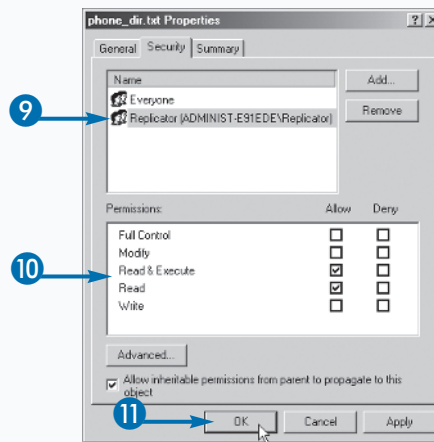 phone_dir.txt Properties
General Security Summary
Name
Everyone
Replicator (ADMINIST-E91EDE\Replicator)
Add...
Remove
9
Permissions: Allow Deny
Full Control
Modify
Read & Execute
Read
Write
10
Advanced...
Allow inheritable permissions from parent to propagate to this
object
11
OK Cancel Apply